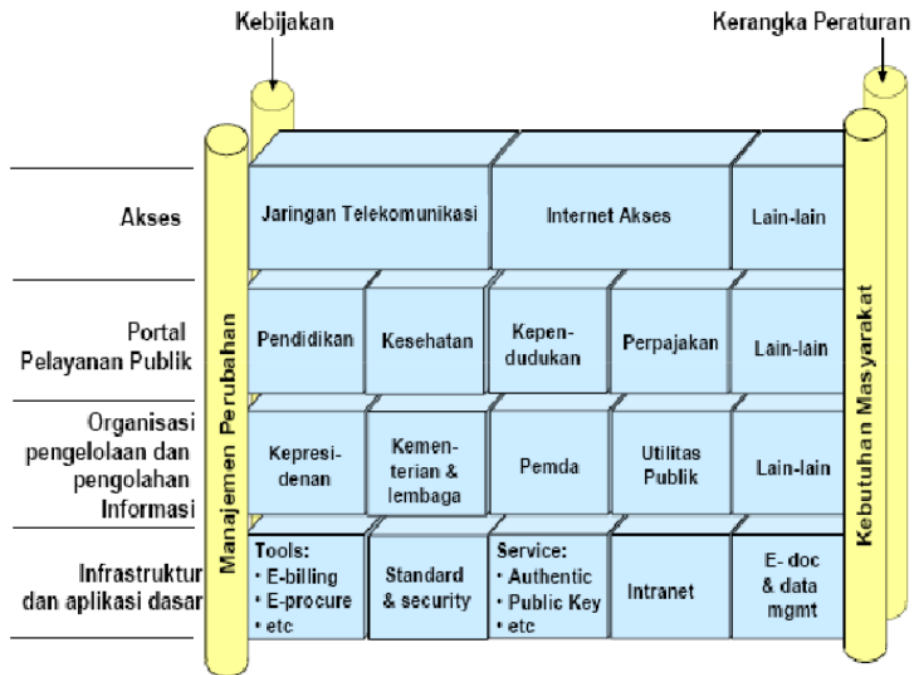 Kebijakan
Kerangka Peraturan
Akses
Jaringan Telekomunikasi
Internet Akses
Lain-lain
Portal
Pelayanan Publik
Pendidikan
Kesehatan
Kepen-
dudukan
Perpajakan
Lain-lain
Organisasi
pengelolaan dan
pengolahan
Informasi
Kepresi-
denan
Kemen-
terian &
lembaga
Pemda
Utilitas
Publik
Lain-lain
Infrastruktur
dan aplikasi dasar
Tools:
• E-billing
• E-procure
• etc
Standard
& security
Service:
• Authentic
• Public Key
• etc
Intranet
E- doc
& data
mgmt
Manajemen Perubahan
Kebutuhan Masyarakat